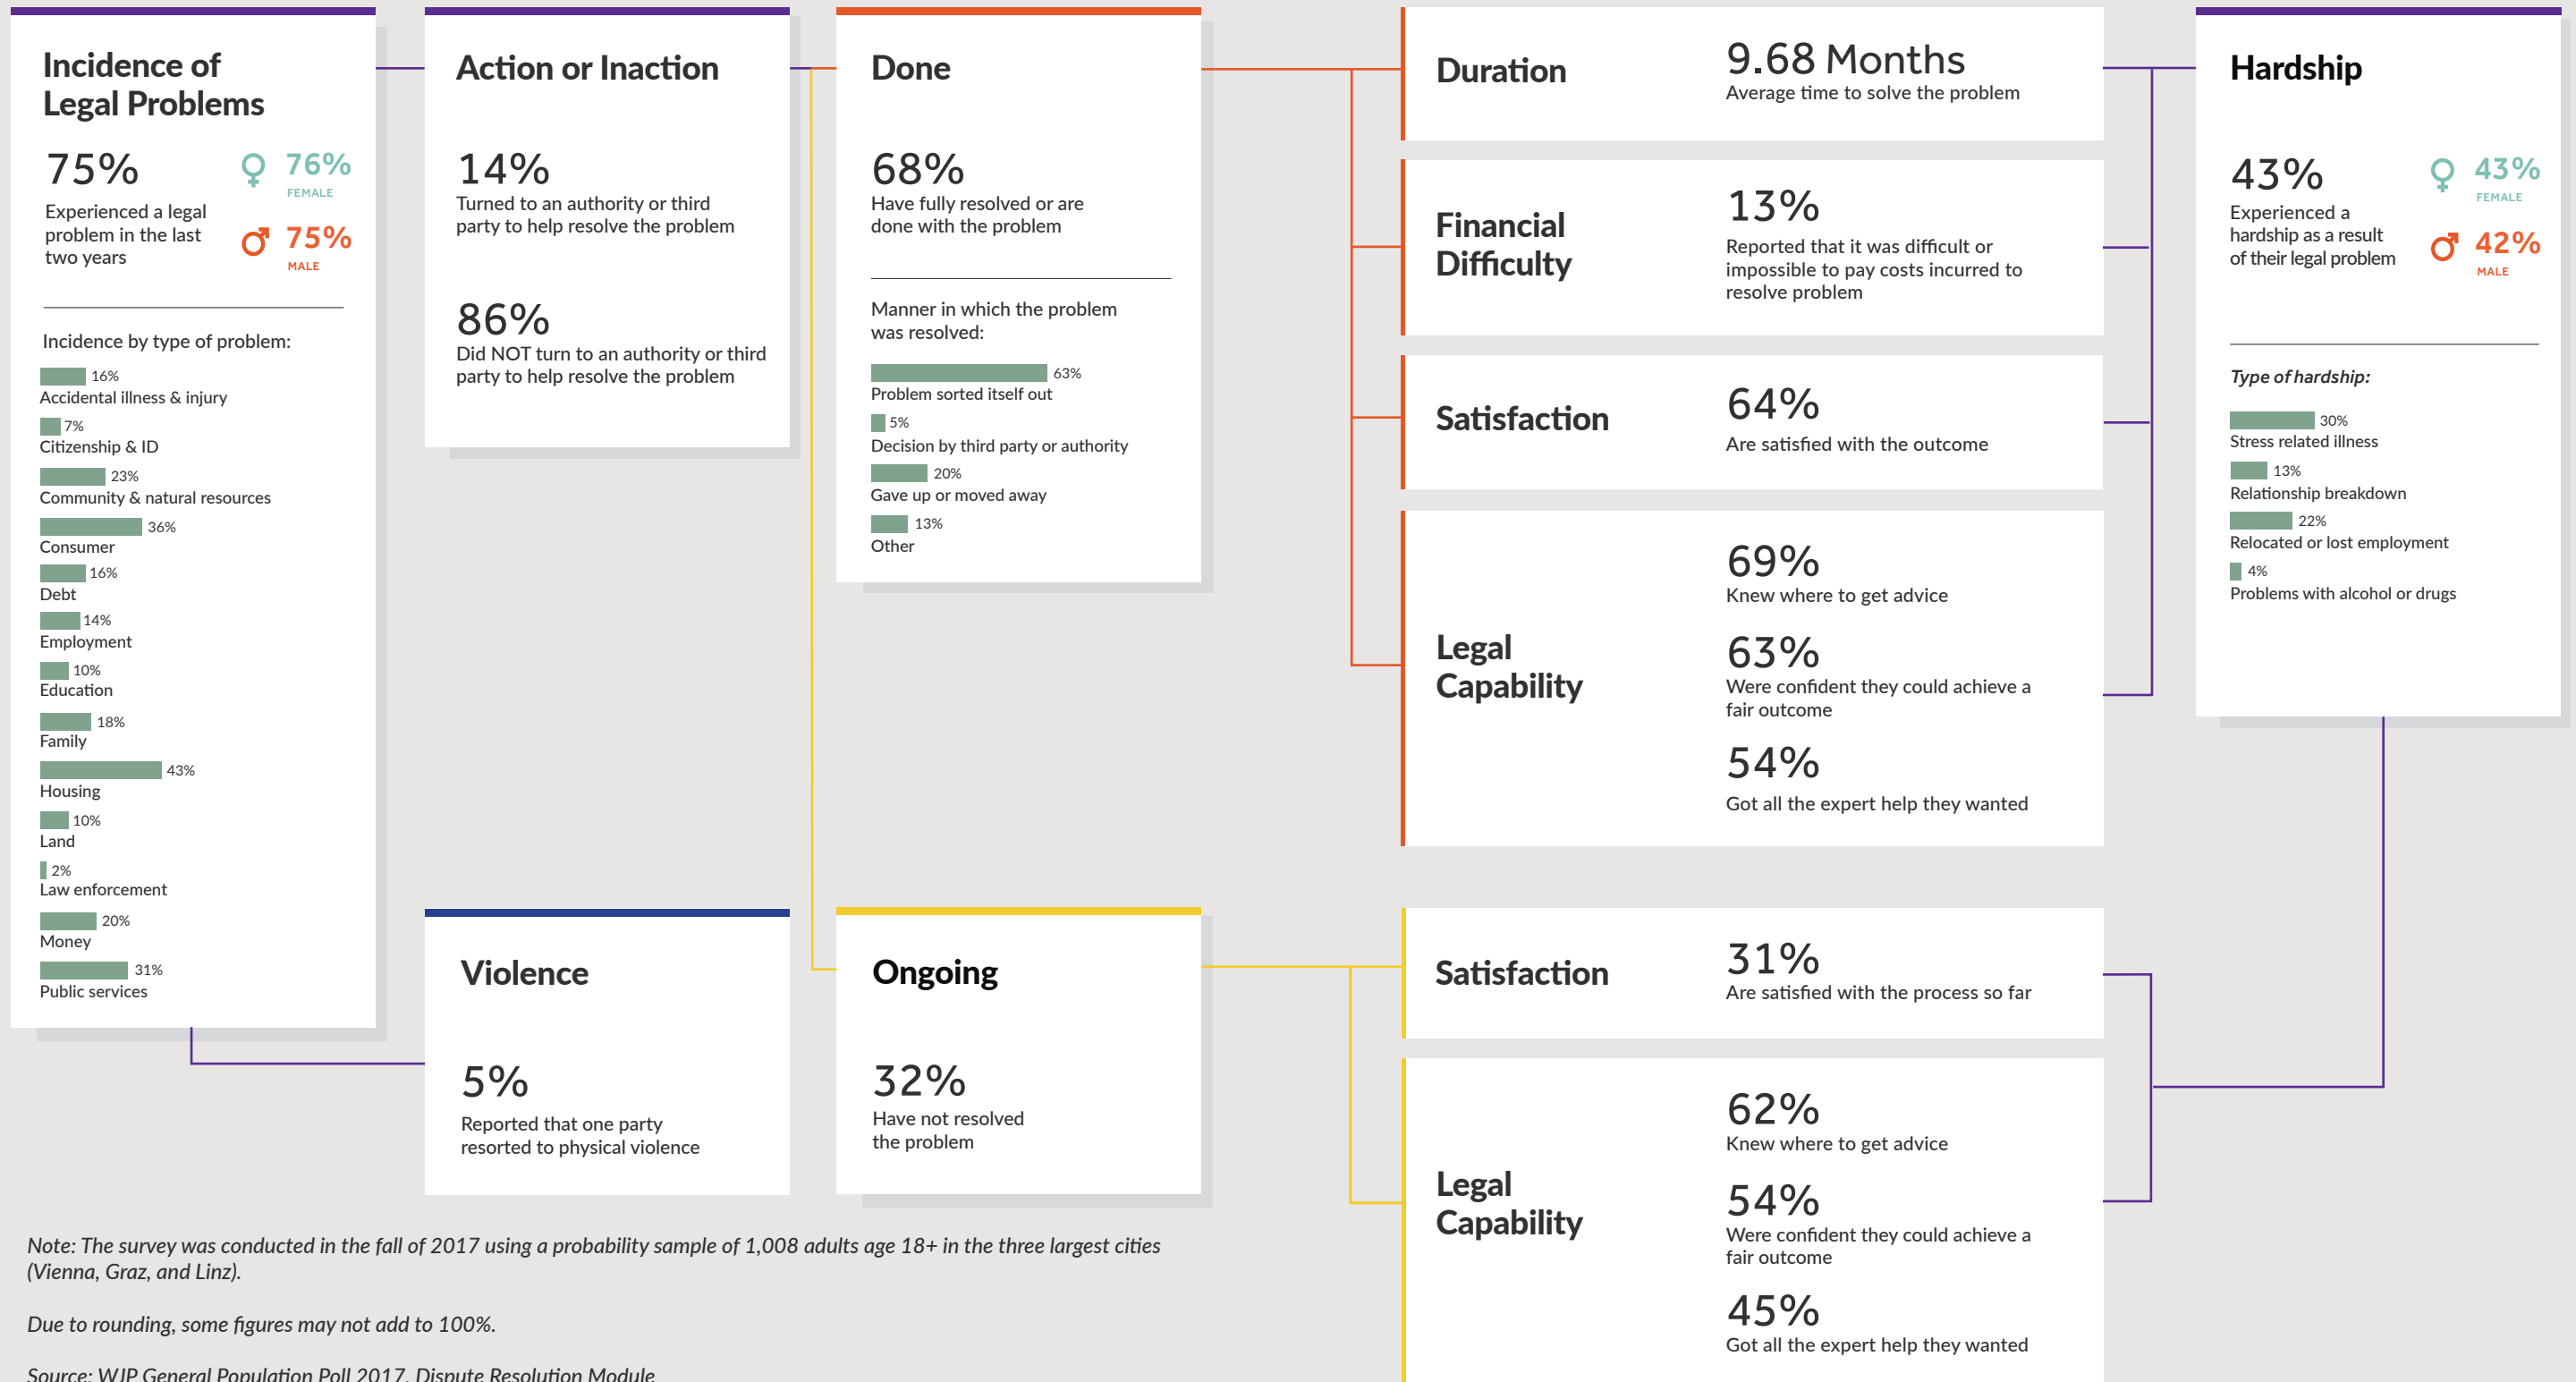 Incidence of
Legal Problems
75%
Experienced a legal
problem in the last
two years
76%
FEMALE
75%
MALE
Incidence by type of problem:
16%
Accidental illness & injury
7%
Citizenship & ID
23%
Community & natural resources
36%
Consumer
16%
Debt
14%
Employment
10%
Education
18%
Family
43%
Housing
10%
Land
2%
Law enforcement
20%
Money
31%
Public services
Action or Inaction
14%
Turned to an authority or third
party to help resolve the problem
86%
Did NOT turn to an authority or third
party to help resolve the problem
Violence
5%
Reported that one party
resorted to physical violence
Done
68%
Have fully resolved or are
done with the problem
Manner in which the problem
was resolved:
63%
Problem sorted itself out
5%
Decision by third party or authority
20%
Gave up or moved away
13%
Other
Ongoing
32%
Have not resolved
the problem
Duration
9.68 Months
Average time to solve the problem
Financial
Difficulty
13%
Reported that it was difficult or
impossible to pay costs incurred to
resolve problem
Satisfaction
64%
Are satisfied with the outcome
Legal
Capability
69%
Knew where to get advice
63%
Were confident they could achieve a
fair outcome
54%
Got all the expert help they wanted
Satisfaction
31%
Are satisfied with the process so far
Legal
Capability
62%
Knew where to get advice
54%
Were confident they could achieve a
fair outcome
45%
Got all the expert help they wanted
Hardship
43%
Experienced a
hardship as a result
of their legal problem
43%
FEMALE
42%
MALE
Type of hardship:
30%
Stress related illness
13%
Relationship breakdown
22%
Relocated or lost employment
4%
Problems with alcohol or drugs
Note: The survey was conducted in the fall of 2017 using a probability sample of 1,008 adults age 18+ in the three largest cities
(Vienna, Graz, and Linz).
Due to rounding, some figures may not add to 100%.
Source: WJP General Population Poll 2017, Dispute Resolution Module